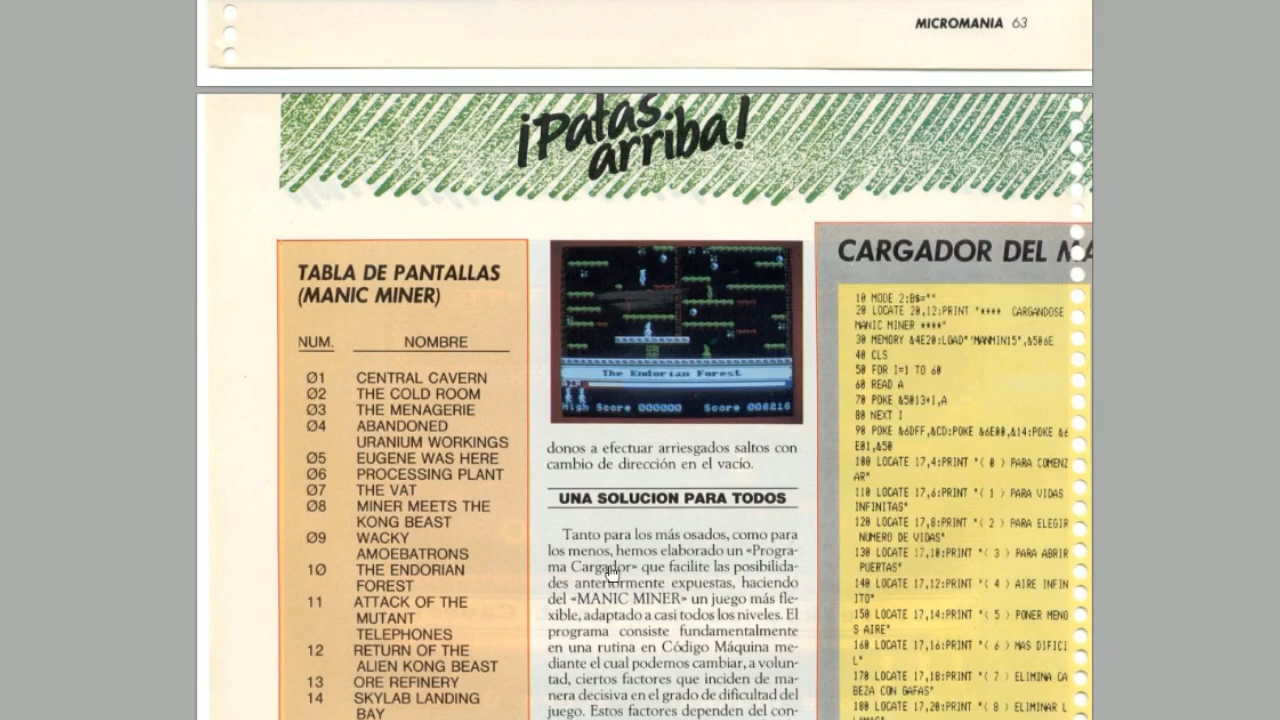 MICROMANIA 63
¡Patas
arriba!
TABLA DE PANTALLAS
(MANIC MINER)
NUM. NOMBRE
Ø1 CENTRAL CAVERN
Ø2 THE COLD ROOM
Ø3 THE MENAGERIE
Ø4 ABANDONED
URANIUM WORKINGS
Ø5 EUGENE WAS HERE
Ø6 PROCESSING PLANT
Ø7 THE VAT
Ø8 MINER MEETS THE
KONG BEAST
Ø9 WACKY
AMOEBATRONS
1Ø THE ENDORIAN
FOREST
11 ATTACK OF THE
MUTANT
TELEPHONES
12 RETURN OF THE
ALIEN KONG BEAST
13 ORE REFINERY
14 SKYLAB LANDING
BAY
The Endorian Forest
AIR
High Score 000000 Score 006216
donos a efectuar arriesgados saltos con
cambio de dirección en el vacío.
UNA SOLUCION PARA TODOS
Tanto para los más osados, como para
los menos, hemos elaborado un «Progra-
ma Cargador» que facilite las posibilida-
des anteriormente expuestas, haciendo
del «MANIC MINER» un juego más fle-
xible, adaptado a casi todos los niveles. El
programa consiste fundamentalmente
en una rutina en Código Máquina me-
diante el cual podemos cambiar, a volun-
tad, ciertos factores que inciden de ma-
nera decisiva en el grado de dificultad del
juego. Estos factores dependen del con-
CARGADOR DEL MA
10 MODE 2:B$=""
20 LOCATE 20,12:PRINT "**** CARGANDOSE
MANIC MINER ****"
30 MEMORY &4E20:LOAD"MANMIN15",&506E
40 CLS
50 FOR I=1 TO 60
60 READ A
70 POKE &5013+I,A
80 NEXT I
90 POKE &6DFF,&CD:POKE &6E00,&14:POKE &6
E01,&50
100 LOCATE 17,4:PRINT "( 0 ) PARA COMENZ
AR"
110 LOCATE 17,6:PRINT "( 1 ) PARA VIDAS
INFINITAS"
120 LOCATE 17,8:PRINT "( 2 ) PARA ELEGIR
NUMERO DE VIDAS"
130 LOCATE 17,10:PRINT "( 3 ) PARA ABRIR
PUERTAS"
140 LOCATE 17,12:PRINT "( 4 ) AIRE INFIN
ITO"
150 LOCATE 17,14:PRINT "( 5 ) PONER MENO
S AIRE"
160 LOCATE 17,16:PRINT "( 6 ) MAS DIFICI
L"
170 LOCATE 17,18:PRINT "( 7 ) ELIMINA CA
BEZA CON GAFAS"
180 LOCATE 17,20:PRINT "( 8 ) ELIMINAR L